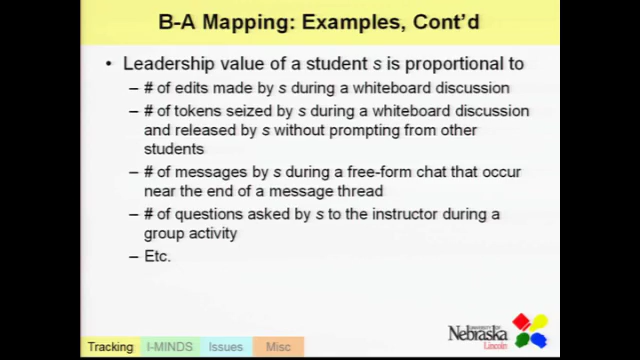 B-A Mapping: Examples, Cont'd
• Leadership value of a student s is proportional to
– # of edits made by s during a whiteboard discussion
– # of tokens seized by s during a whiteboard discussion
and released by s without prompting from other
students
– # of messages by s during a free-form chat that occur
near the end of a message thread
– # of questions asked by s to the instructor during a
group activity
– Etc.
Nebraska
Lincoln
Tracking I-MINDS Issues Misc